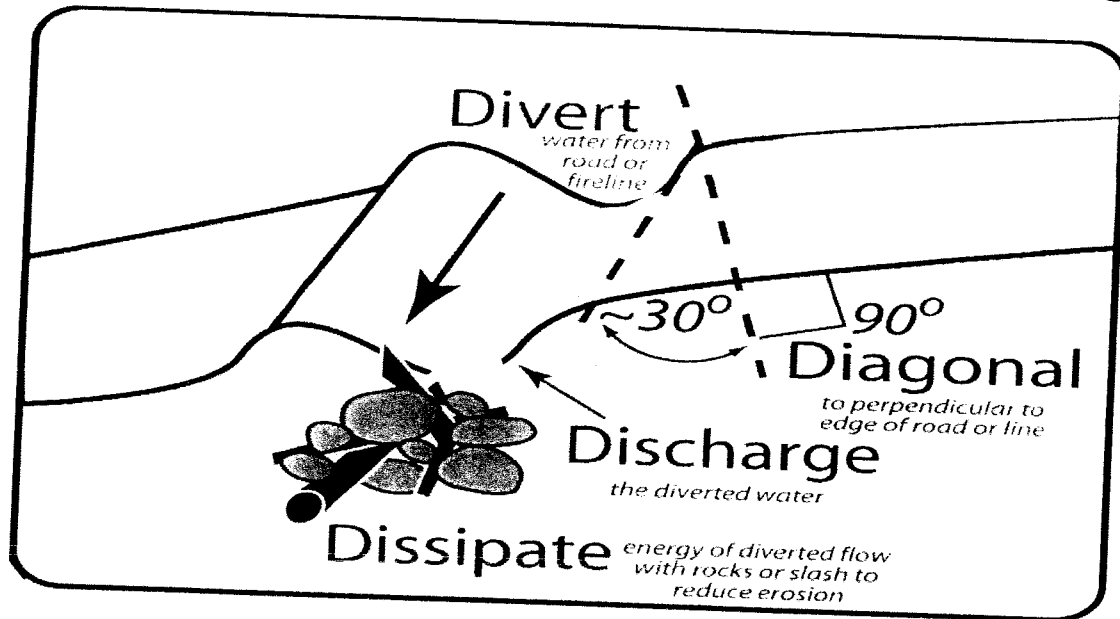 Divert
water from
road or
fireline
~30°
90°
Diagonal
to perpendicular to
edge of road or line
Discharge
the diverted water
Dissipate
energy of diverted flow
with rocks or slash to
reduce erosion